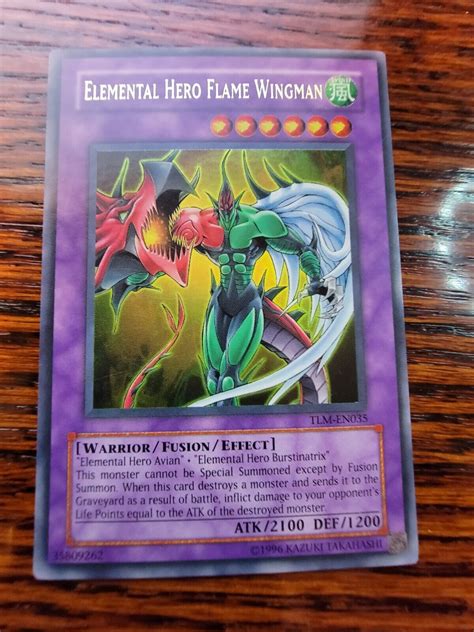 Elemental Hero Flame Wingman
風
TLM-EN035
[Warrior/Fusion/Effect]
"Elemental Hero Avian" + "Elemental Hero Burstinatrix"
This monster cannot be Special Summoned except by Fusion
Summon. When this card destroys a monster and sends it to the
Graveyard as a result of battle, inflict damage to your opponent's
Life Points equal to the ATK of the destroyed monster.
ATK/2100 DEF/1200
35809262
©1996 KAZUKI TAKAHASHI